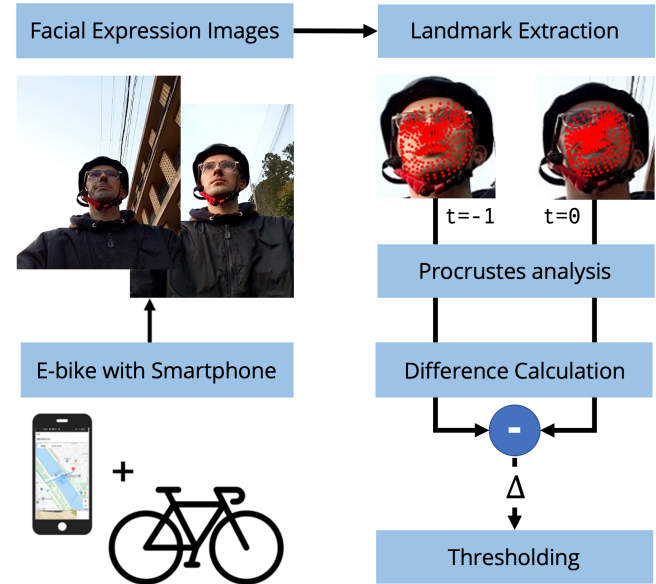 Facial Expression Images
Landmark Extraction
t=-1
t=0
Procrustes analysis
E-bike with Smartphone
Difference Calculation
+
-
Δ
Thresholding